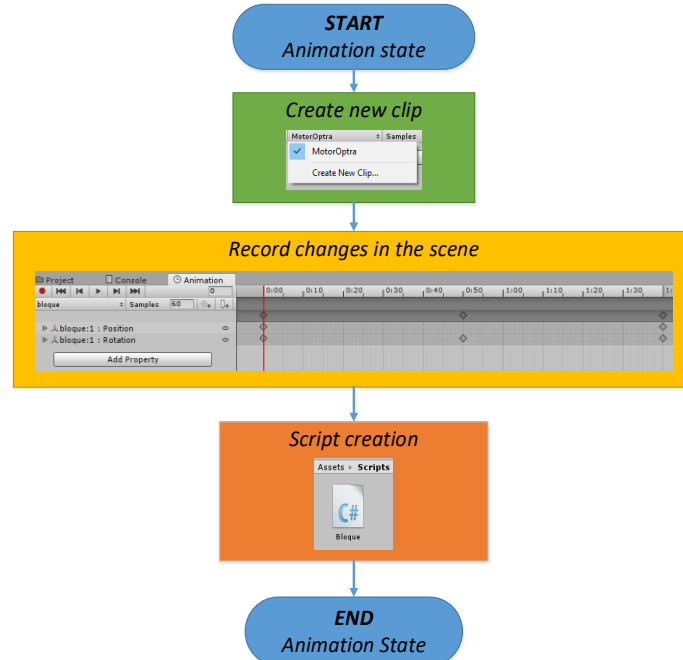 START
Animation state
Create new clip
MotorOptra Samples
MotorOptra
Create New Clip...
Record changes in the scene
Project Console Animation
0 0:00 0:10 0:20 0:30 0:40 0:50 1:00 1:10 1:20 1:30
bloque Samples 60
bloque:1 : Position
bloque:1 : Rotation
Add Property
Script creation
Assets Scripts
C#
Bloque
END
Animation State